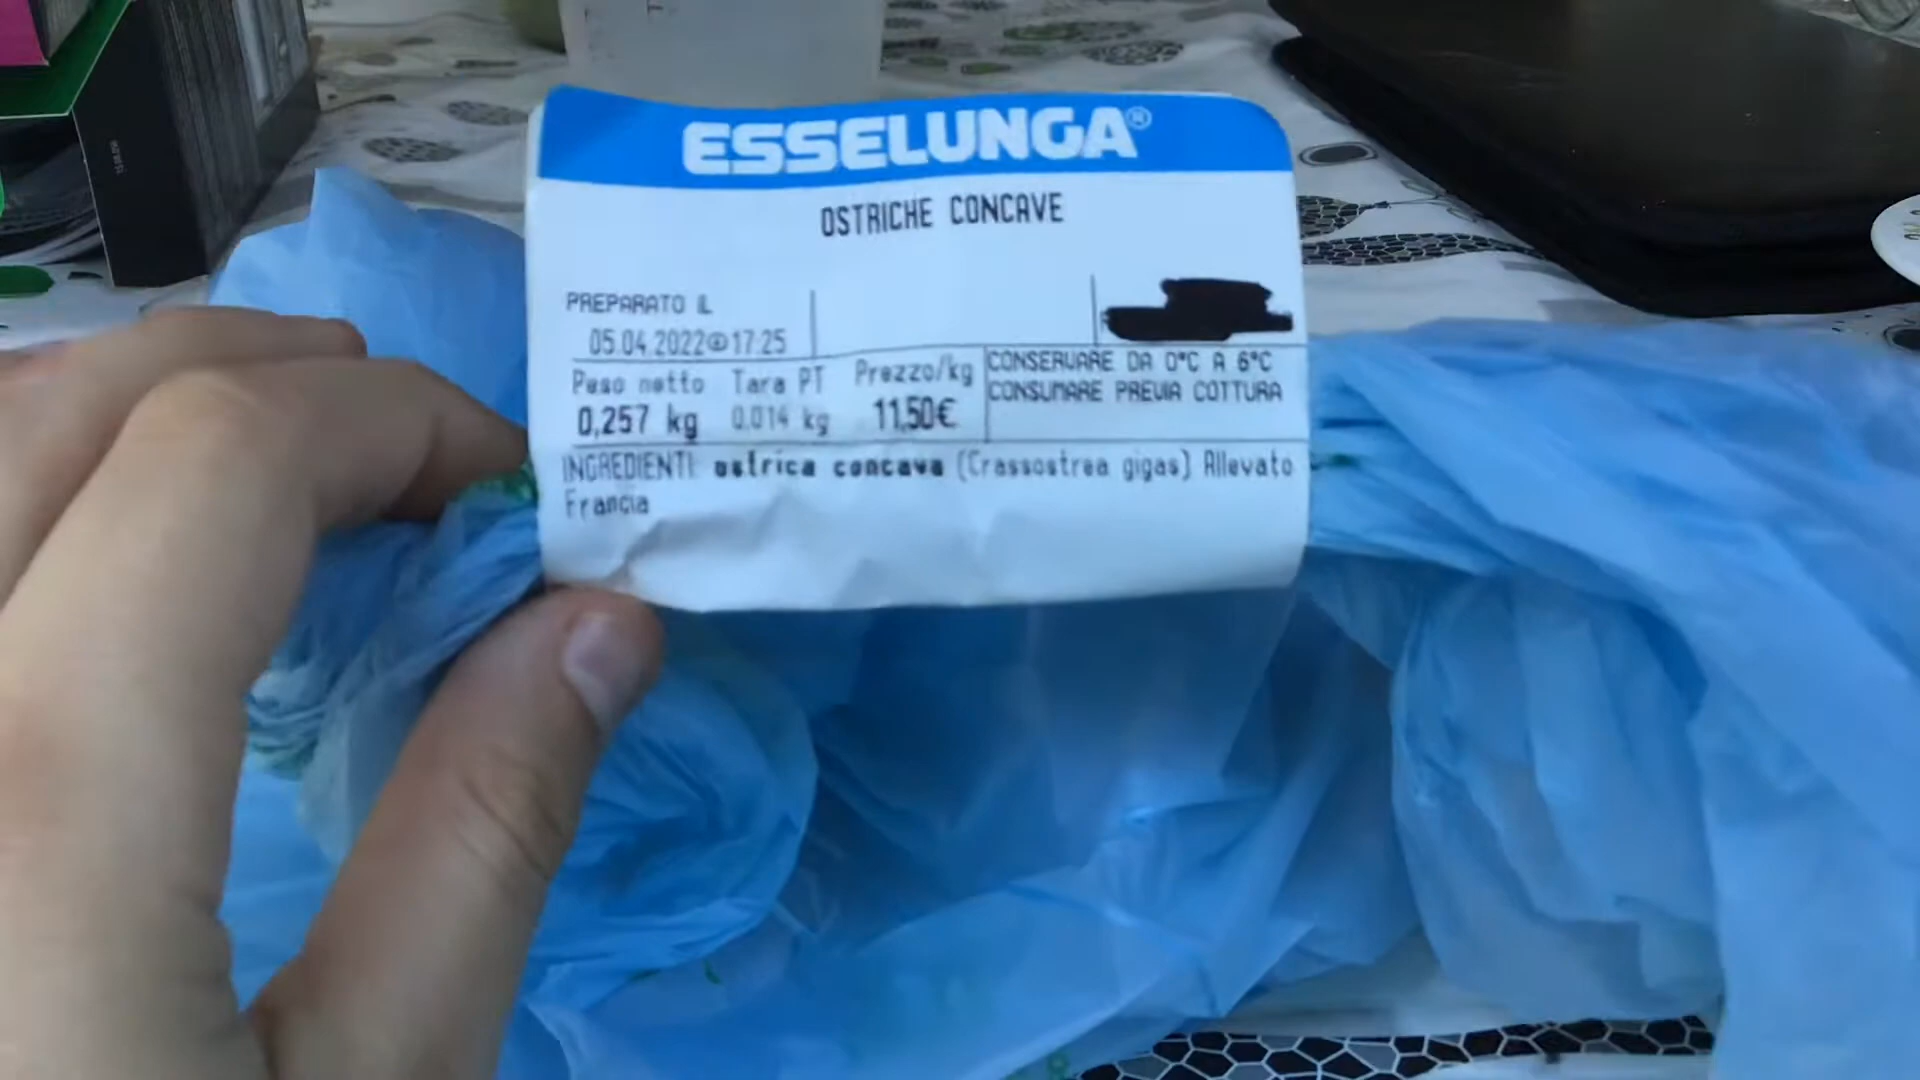 ESSELUNGA®
OSTRICHE CONCAVE
PREPARATO IL
05.04.2022 17:25
Peso netto Tara PT Prezzo/kg
0,257 kg 0,014 kg 11,50€
CONSERVARE DA 0°C A 6°C
CONSUMARE PREVIA COTTURA
INGREDIENTI: ostrica concava (Crassostrea gigas) Allevato
Francia